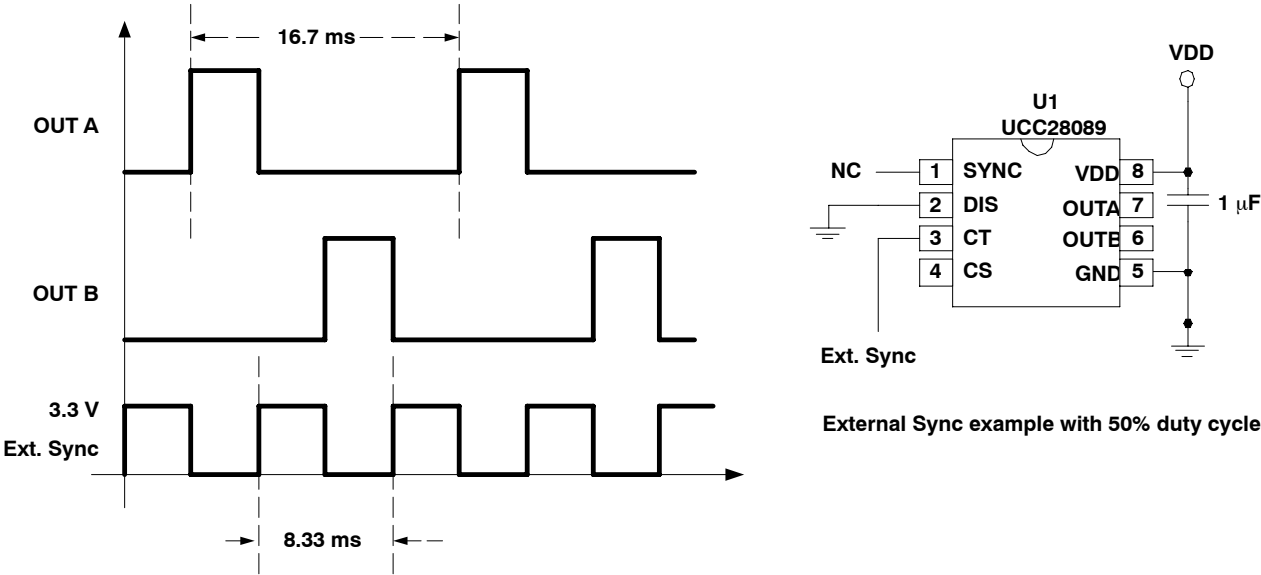 16.7 ms
OUT A
OUT B
3.3 V
Ext. Sync
8.33 ms
VDD
U1
UCC28089
NC
1 SYNC
VDD 8
2 DIS
OUTA 7
1 μF
3 CT
OUTB 6
4 CS
GND 5
Ext. Sync
External Sync example with 50% duty cycle